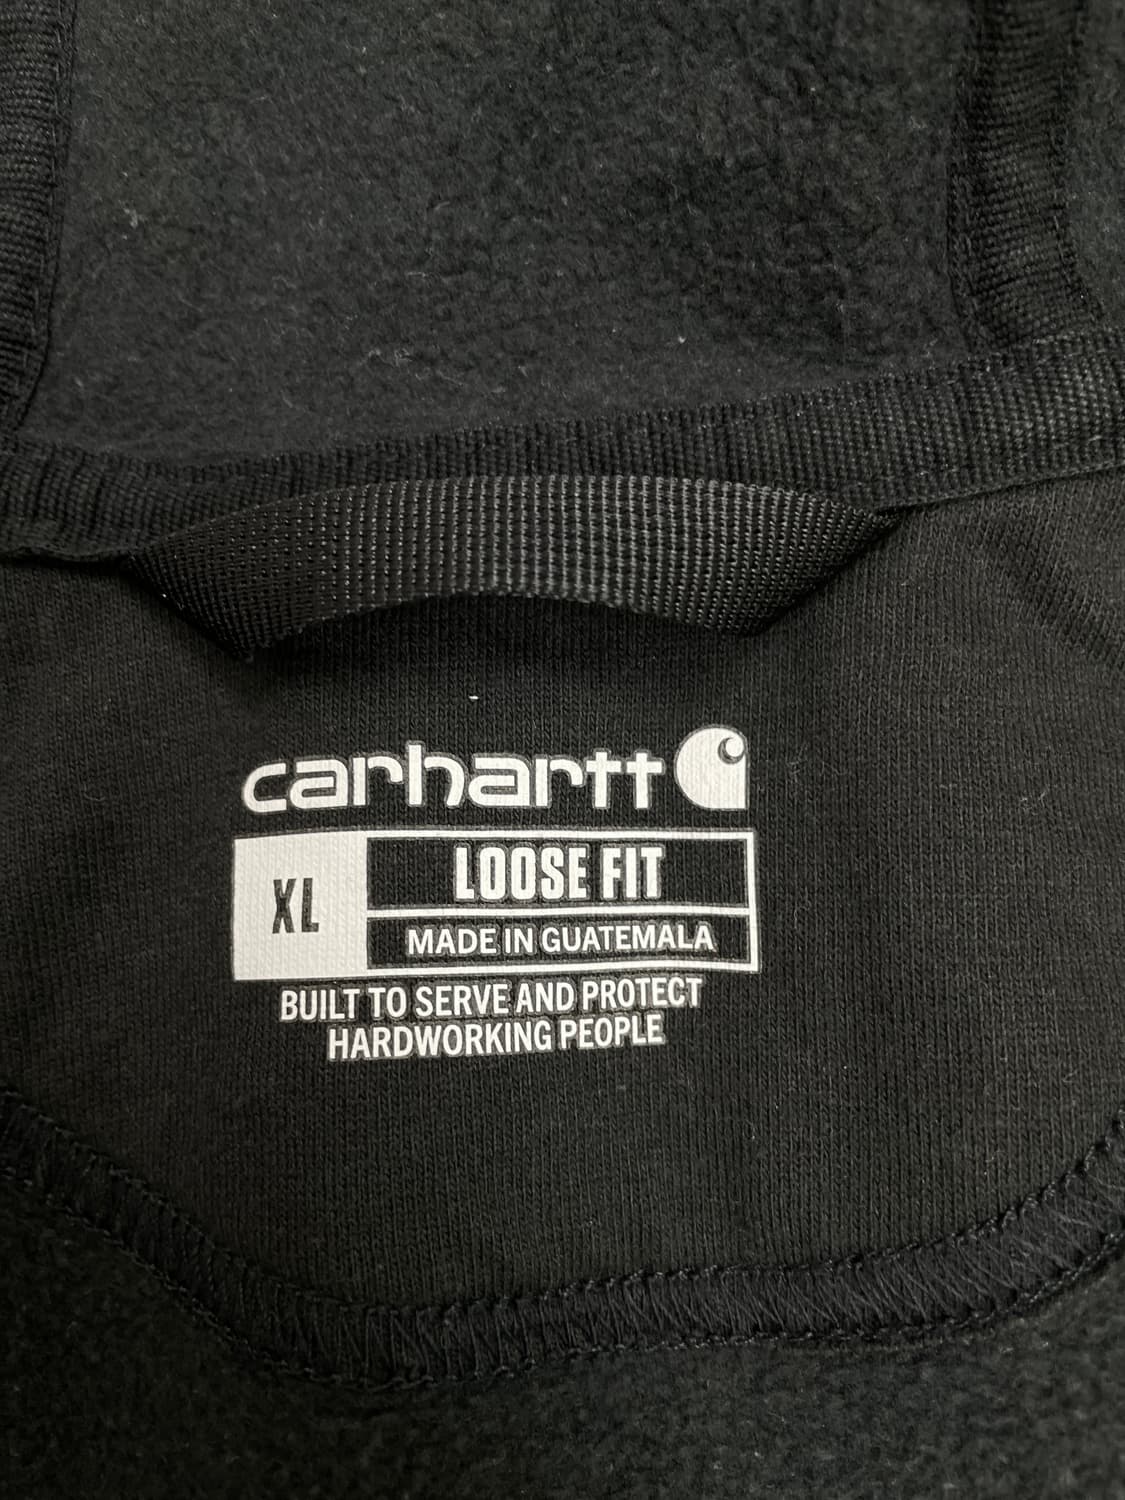 carhartt
XL
LOOSE FIT
MADE IN GUATEMALA
BUILT TO SERVE AND PROTECT
HARDWORKING PEOPLE